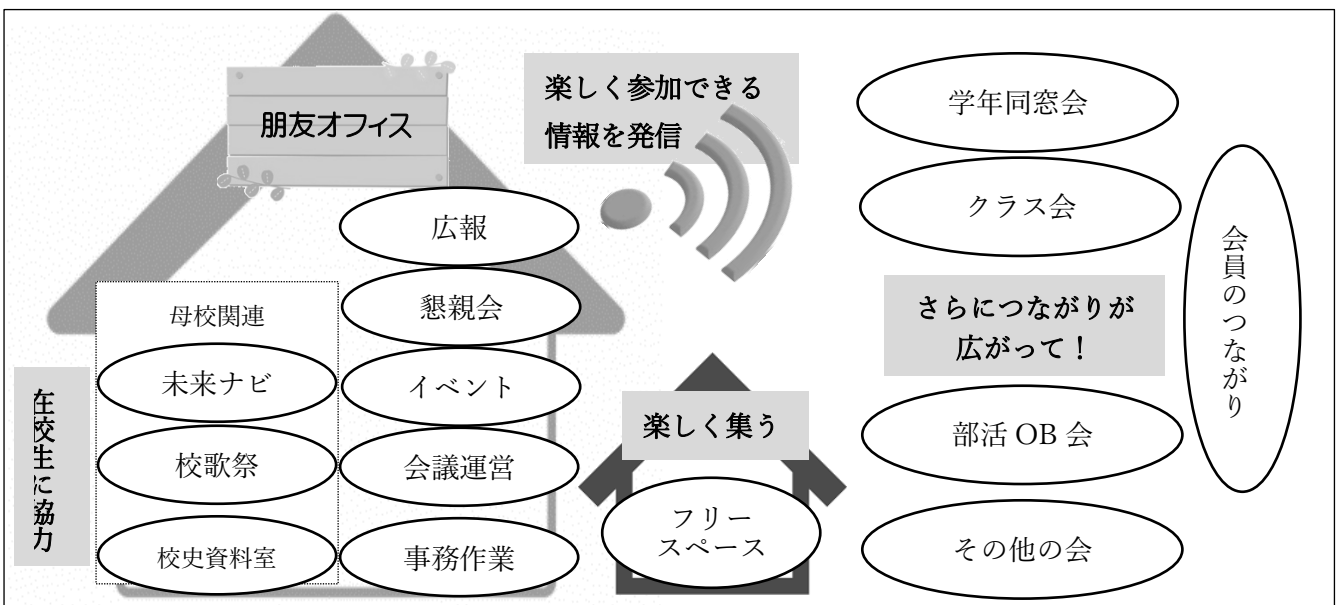 朋友オフィス
楽しく参加できる
情報を発信
学年同窓会
クラス会
会員のつながり
広報
懇親会
イベント
会議運営
事務作業
母校関連
未来ナビ
校歌祭
校史資料室
在校生に協力
楽しく集う
フリー
スペース
さらにつながりが
広がって！
部活 OB 会
その他の会